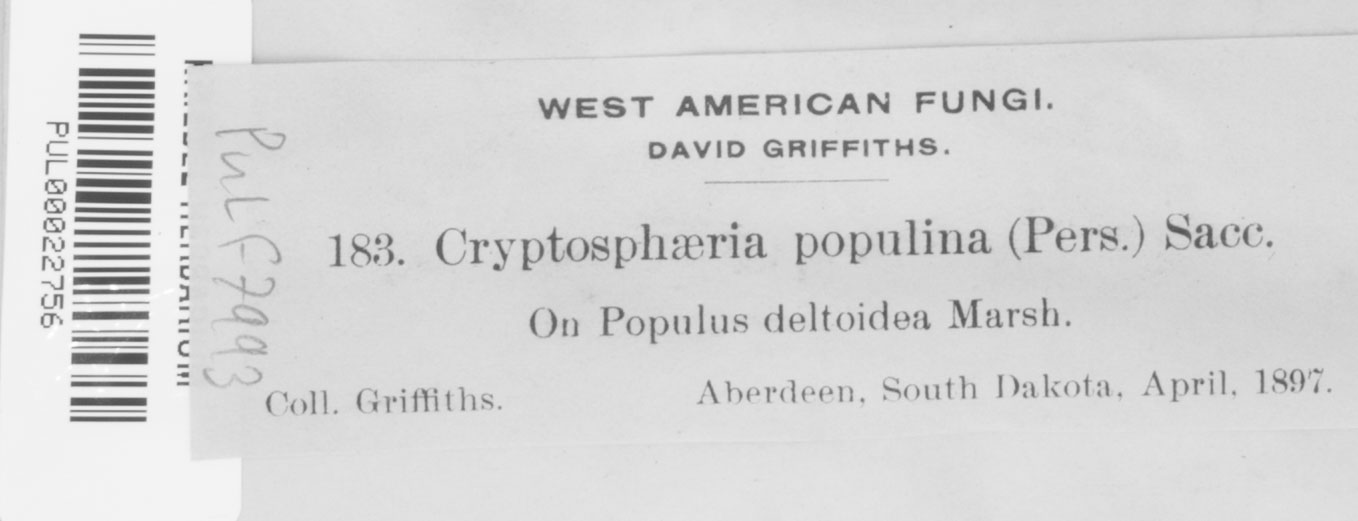 PUL00022756
PUL F7993
WEST AMERICAN FUNGI.
DAVID GRIFFITHS.
183. Cryptosphæria populina (Pers.) Sacc.
On Populus deltoidea Marsh.
Coll. Griffiths. Aberdeen, South Dakota, April, 1897.